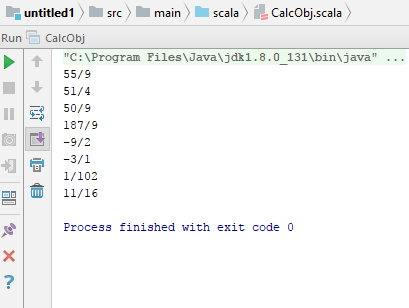 untitled1 src main scala CalcObj.scala
Run CalcObj
"C:\Program Files\Java\jdk1.8.0_131\bin\java" ...
55/9
51/4
50/9
187/9
-9/2
-3/1
1/102
11/16
Process finished with exit code 0